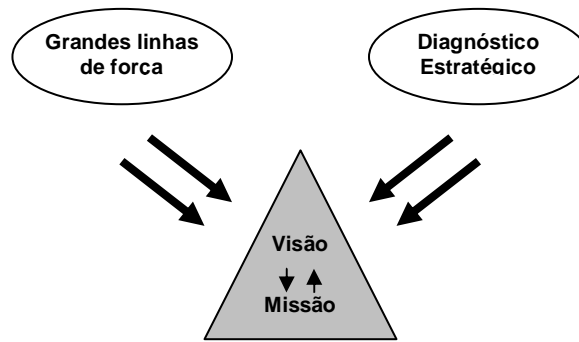 Grandes linhas
de força
Diagnóstico
Estratégico
Visão
Missão